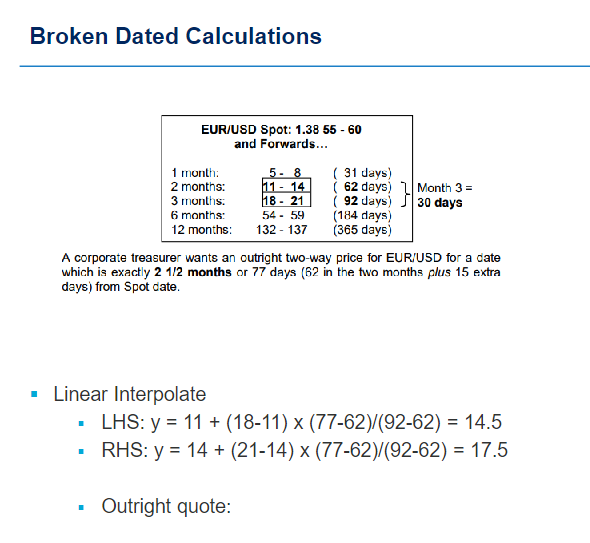 Broken Dated Calculations
EUR/USD Spot: 1.38 55 - 60
and Forwards...
1 month: 5 - 8 ( 31 days)
2 months: 11 - 14 ( 62 days)
3 months: 18 - 21 ( 92 days)
Month 3 =
30 days
6 months: 54 - 59 (184 days)
12 months: 132 - 137 (365 days)
A corporate treasurer wants an outright two-way price for EUR/USD for a date
which is exactly 2 1/2 months or 77 days (62 in the two months plus 15 extra
days) from Spot date.
Linear Interpolate
LHS: y = 11 + (18-11) x (77-62)/(92-62) = 14.5
RHS: y = 14 + (21-14) x (77-62)/(92-62) = 17.5
Outright quote: